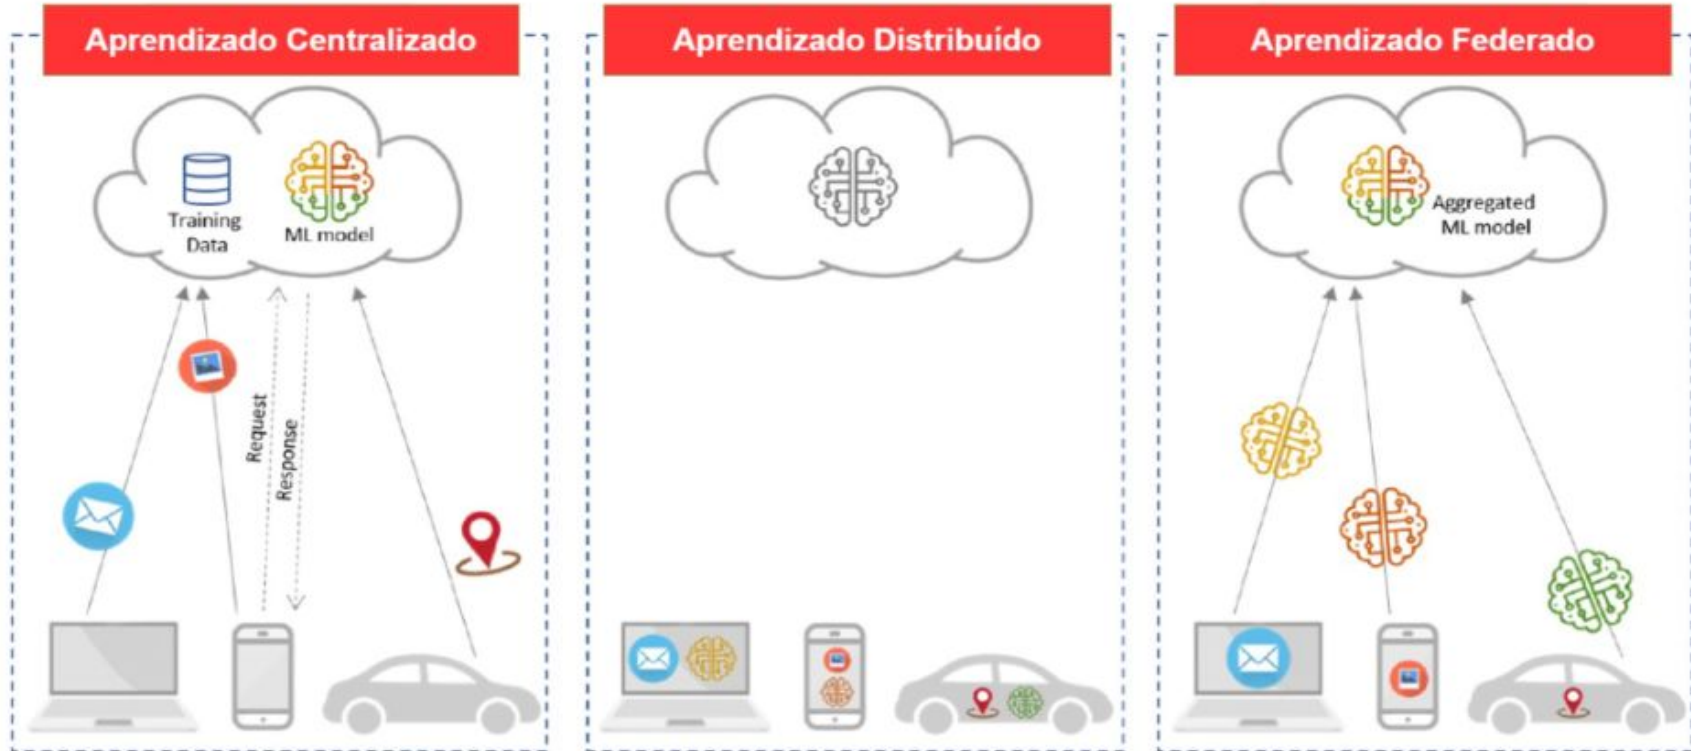 Aprendizado Centralizado
Training
Data
ML model
Request
Response
Aprendizado Distribuído
Aprendizado Federado
Aggregated
ML model